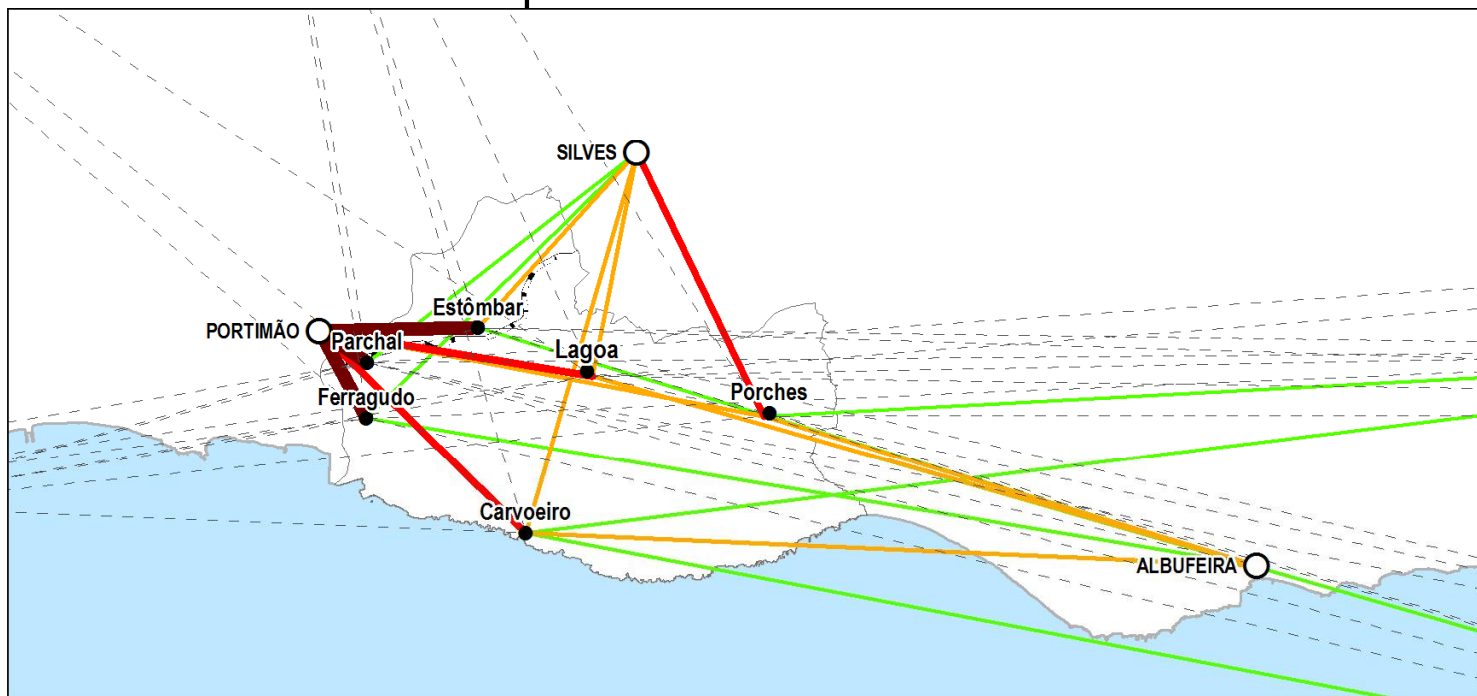 SILVES
Estômbar
PORTIMÃO
Parchal
Lagoa
Ferragudo
Porches
Carvoeiro
ALBUFEIRA